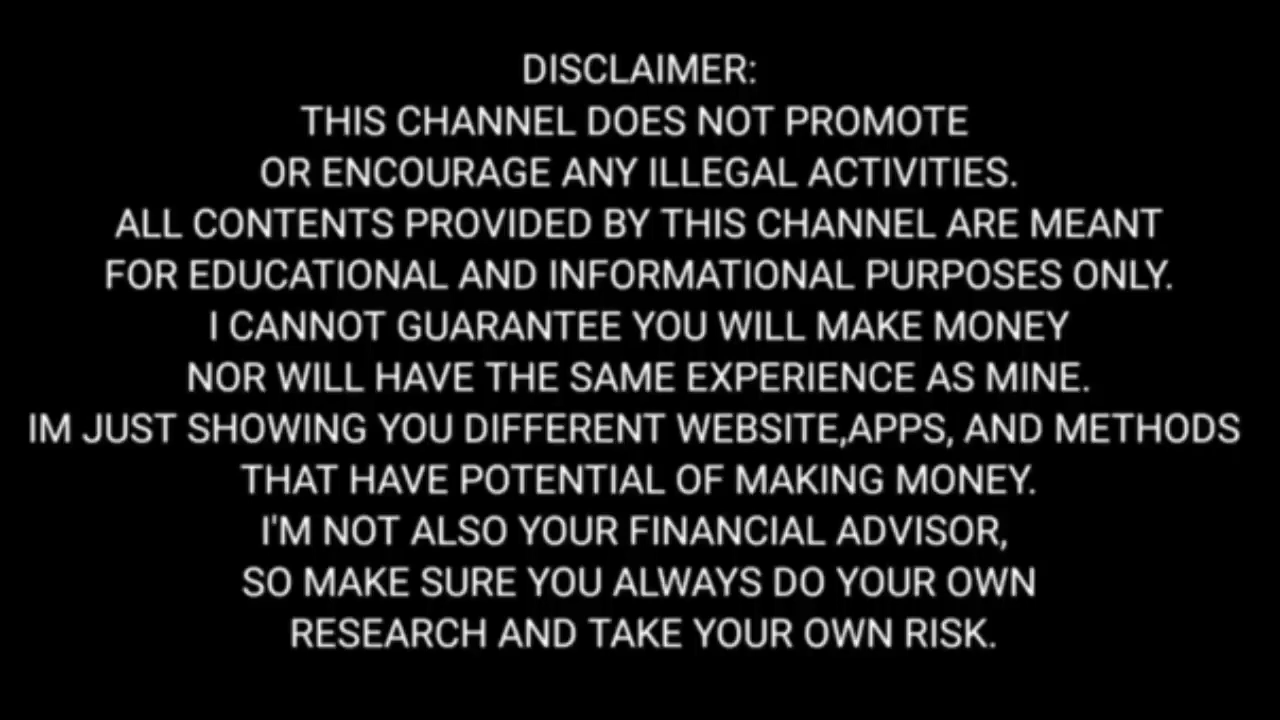 DISCLAIMER:
THIS CHANNEL DOES NOT PROMOTE
OR ENCOURAGE ANY ILLEGAL ACTIVITIES.
ALL CONTENTS PROVIDED BY THIS CHANNEL ARE MEANT
FOR EDUCATIONAL AND INFORMATIONAL PURPOSES ONLY.
I CANNOT GUARANTEE YOU WILL MAKE MONEY
NOR WILL HAVE THE SAME EXPERIENCE AS MINE.
IM JUST SHOWING YOU DIFFERENT WEBSITE,APPS, AND METHODS
THAT HAVE POTENTIAL OF MAKING MONEY.
I'M NOT ALSO YOUR FINANCIAL ADVISOR,
SO MAKE SURE YOU ALWAYS DO YOUR OWN
RESEARCH AND TAKE YOUR OWN RISK.